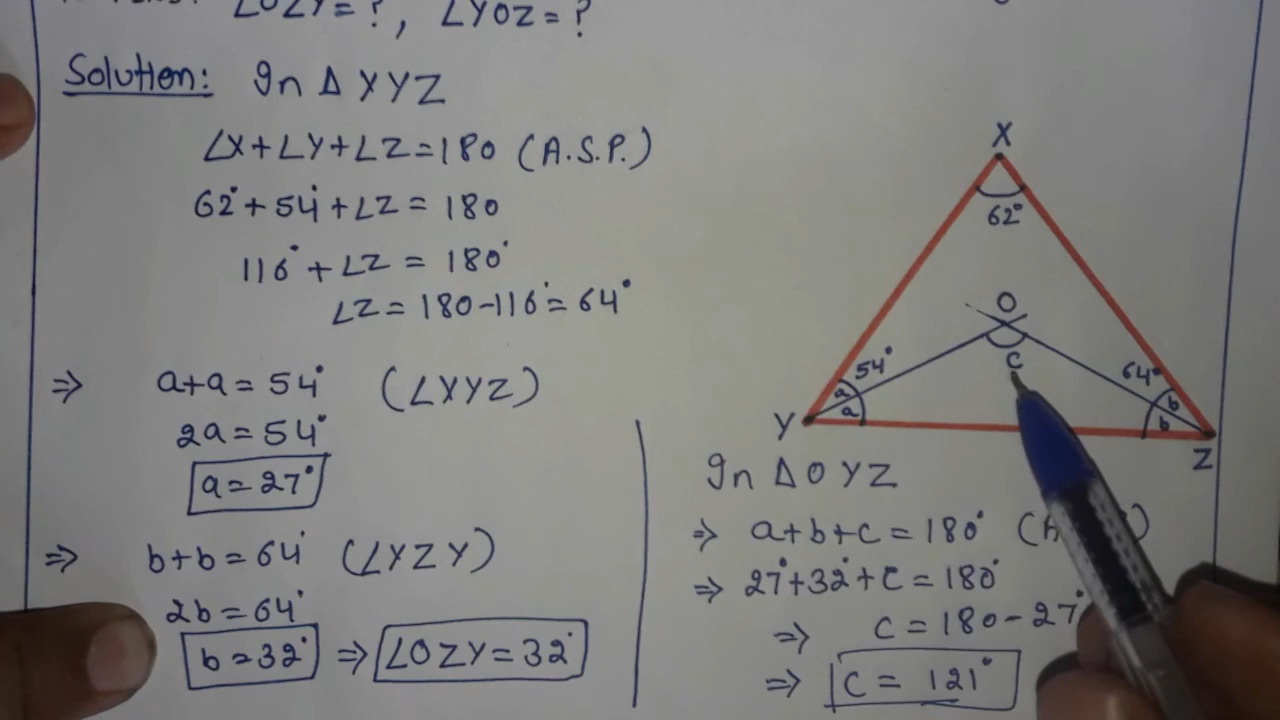 ∠OZY = ?, ∠YOZ = ?
Solution: In Δ XYZ
∠X+∠Y+∠Z=180 (A.S.P.)
62°+54°+∠Z = 180
116° + ∠Z = 180°
∠Z = 180-116° = 64°
⇒ a+a = 54° (∠XYZ)
2a = 54°
a = 27°
⇒ b+b = 64° (∠XZY)
2b = 64°
b = 32° ⇒ ∠OZY = 32°
X
62°
O
C
54°
a
a
64°
b
b
Y
Z
In Δ OYZ
⇒ a+b+c = 180° (A
⇒ 27°+32°+c = 180°
⇒ c = 180-27°
⇒ c = 121°